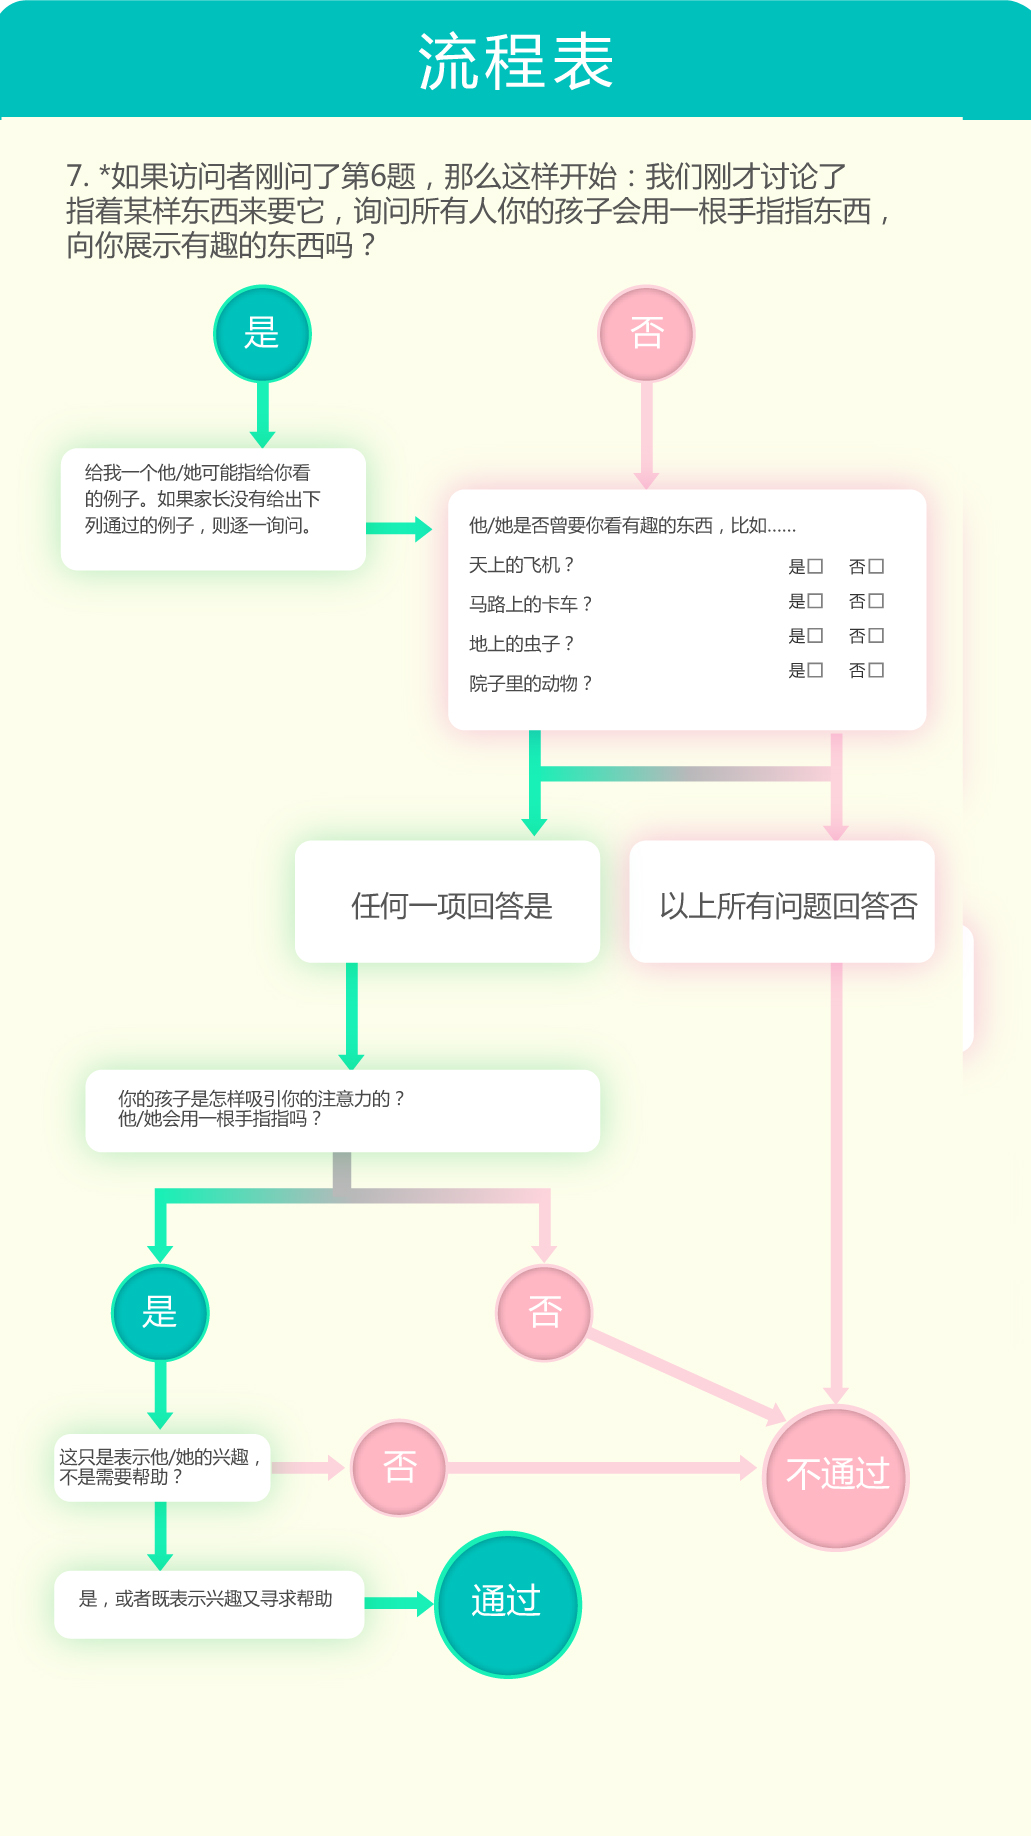 流程表
7. *如果访问者刚问了第6题，那么这样开始：我们刚才讨论了
指着某样东西来要它，询问所有人你的孩子会用一根手指指东西，
向你展示有趣的东西吗？
是
否
给我一个他/她可能指给你看
的例子。如果家长没有给出下
列通过的例子，则逐一询问。
他/她是否曾要你看有趣的东西，比如......
天上的飞机？ 是□ 否□
马路上的卡车？ 是□ 否□
地上的虫子？ 是□ 否□
院子里的动物？ 是□ 否□
任何一项回答是
以上所有问题回答否
你的孩子是怎样吸引你的注意力的？
他/她会用一根手指指吗？
是
否
这只是表示他/她的兴趣，
不是需要帮助？
否
不通过
是，或者既表示兴趣又寻求帮助
通过